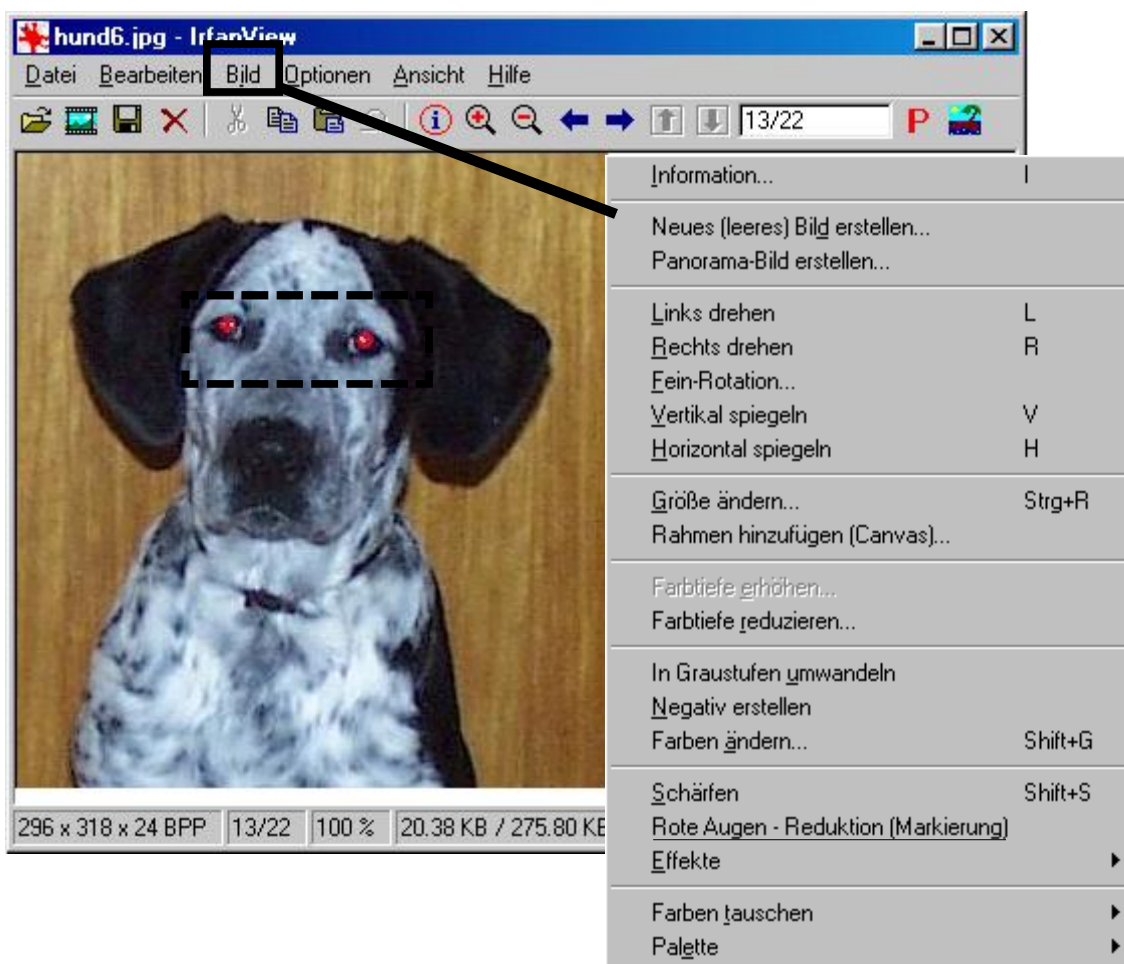 hund6.jpg - IrfanView
Datei Bearbeiten Bild Optionen Ansicht Hilfe
13/22 P
Information... I
Neues (leeres) Bild erstellen...
Panorama-Bild erstellen...
Links drehen L
Rechts drehen R
Fein-Rotation...
Vertikal spiegeln V
Horizontal spiegeln H
Größe ändern... Strg+R
Rahmen hinzufügen (Canvas)...
Farbtiefe erhöhen...
Farbtiefe reduzieren...
In Graustufen umwandeln
Negativ erstellen
Farben ändern... Shift+G
Schärfen Shift+S
Rote Augen - Reduktion (Markierung)
Effekte
Farben tauschen
Palette
296 x 318 x 24 BPP 13/22 100 % 20.38 KB / 275.80 KB